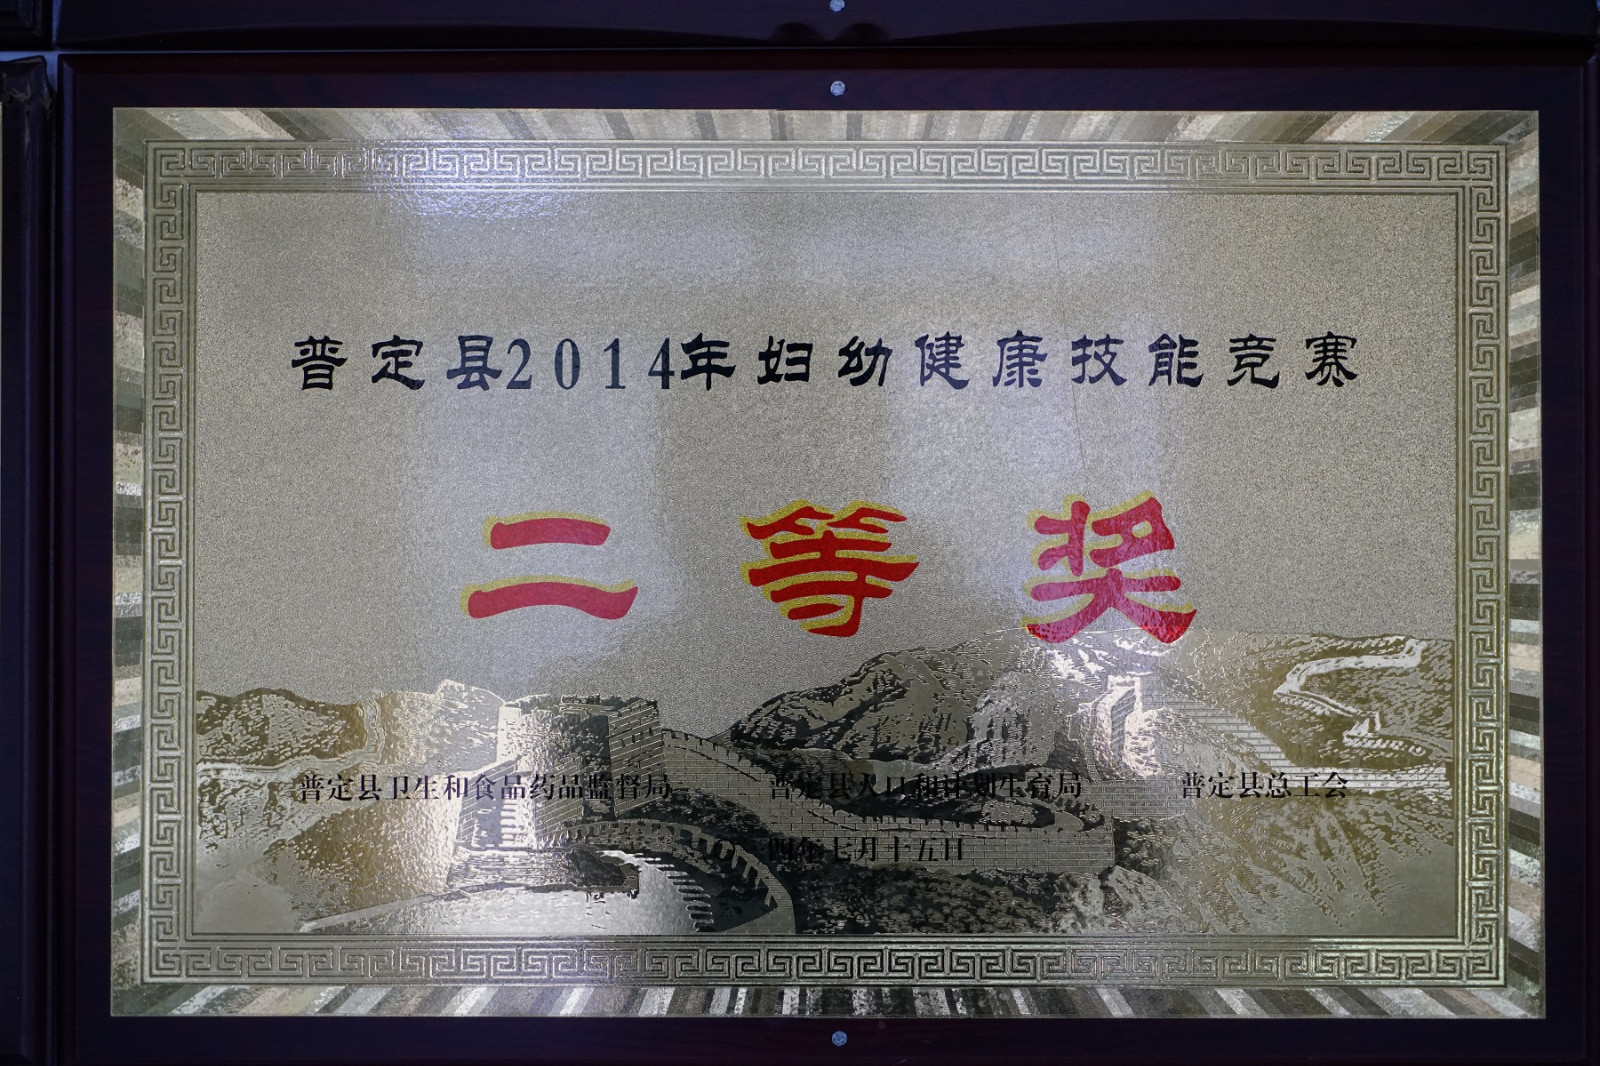 普定县2014年妇幼健康技能竞赛
二等奖
普定县卫生和食品药品监督局 普定县人口和计划生育局 普定县总工会
四年七月十五日